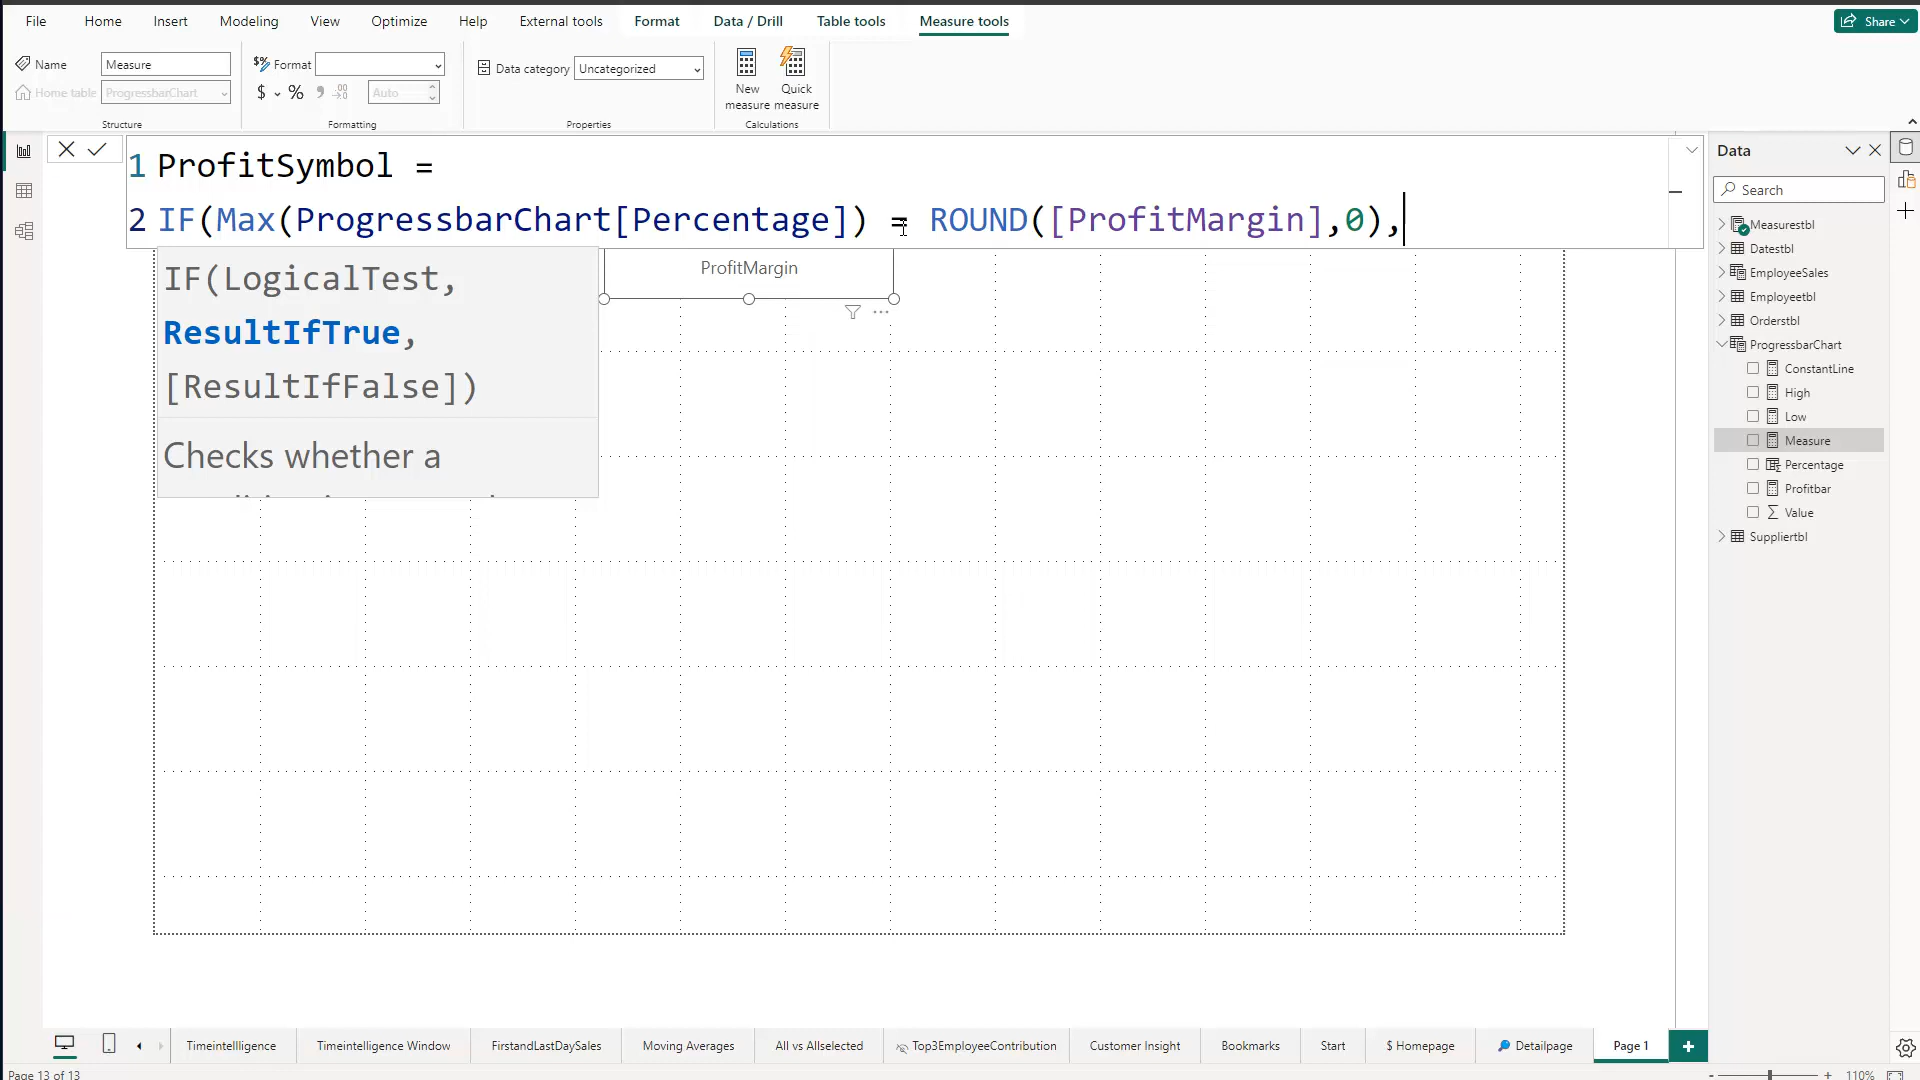 File Home Insert Modeling View Optimize Help External tools Format Data / Drill Table tools Measure tools
Share
Name Measure
Home table ProgressbarChart
Structure
Format
$ % Auto
Formatting
Data category Uncategorized
Properties
New measure
Quick measure
Calculations
1 ProfitSymbol =
2 IF(Max(ProgressbarChart[Percentage]) = ROUND([ProfitMargin],0),
IF(LogicalTest,
ResultIfTrue,
[ResultIfFalse])
Checks whether a
ProfitMargin
Data
Search
Measurestbl
Datestbl
EmployeeSales
Employeetbl
Orderstbl
ProgressbarChart
ConstantLine
High
Low
Measure
Percentage
Profitbar
Value
Suppliertbl
Timeintellligence Timeintelligence Window FirstandLastDaySales Moving Averages All vs Allselected Top3EmployeeContribution Customer Insight Bookmarks Start $ Homepage Detailpage Page 1
Page 13 of 13
- + 110%